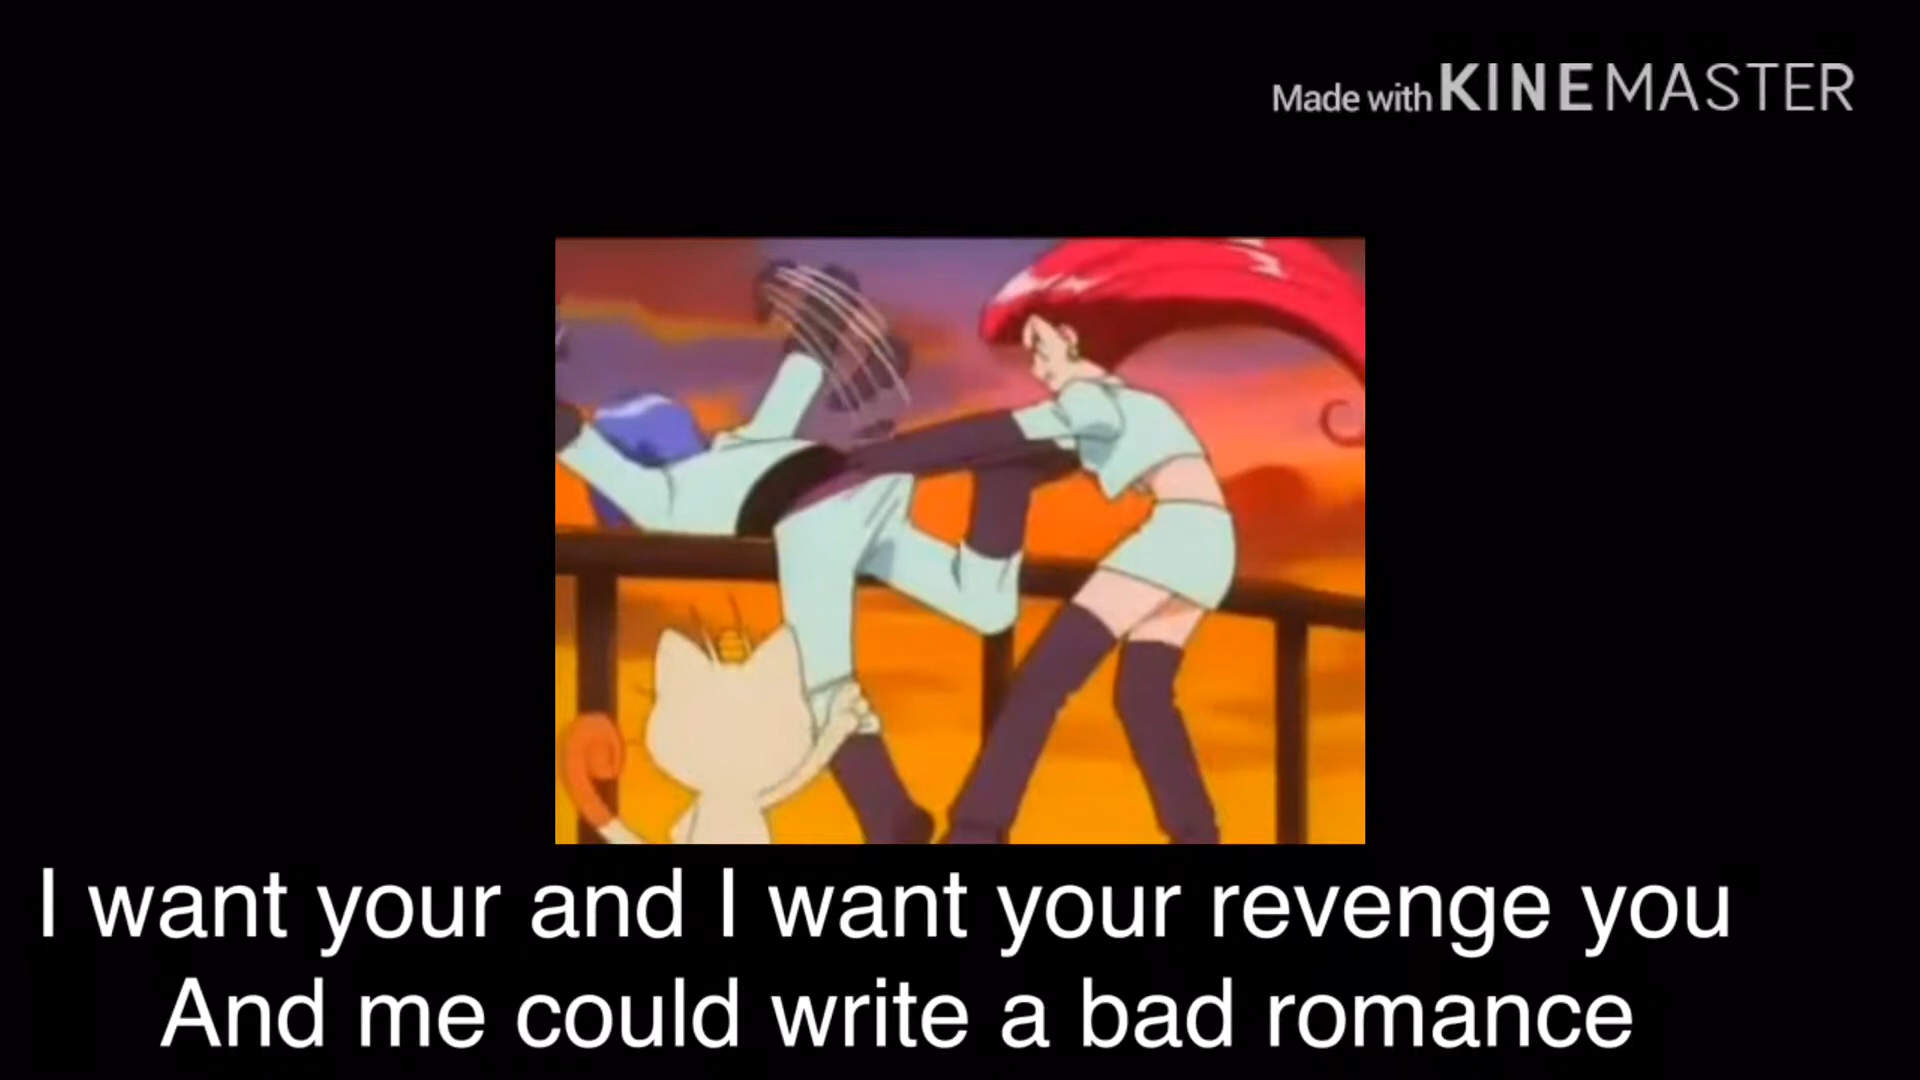 Made with KINEMASTER
I want your and I want your revenge you
And me could write a bad romance